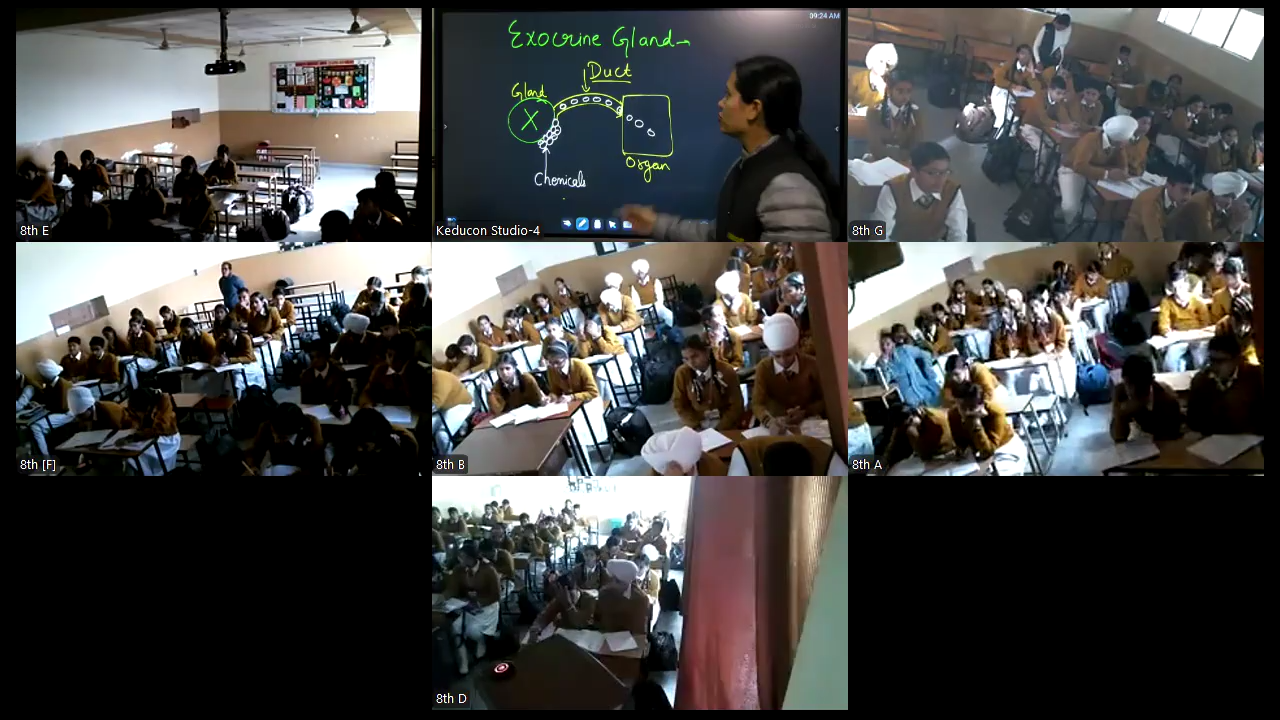 09:24 AM
Exocrine Gland
Duct
Gland
X
Organ
Chemicals
8th E
Keducon Studio-4
8th G
8th [F]
8th B
8th A
8th D